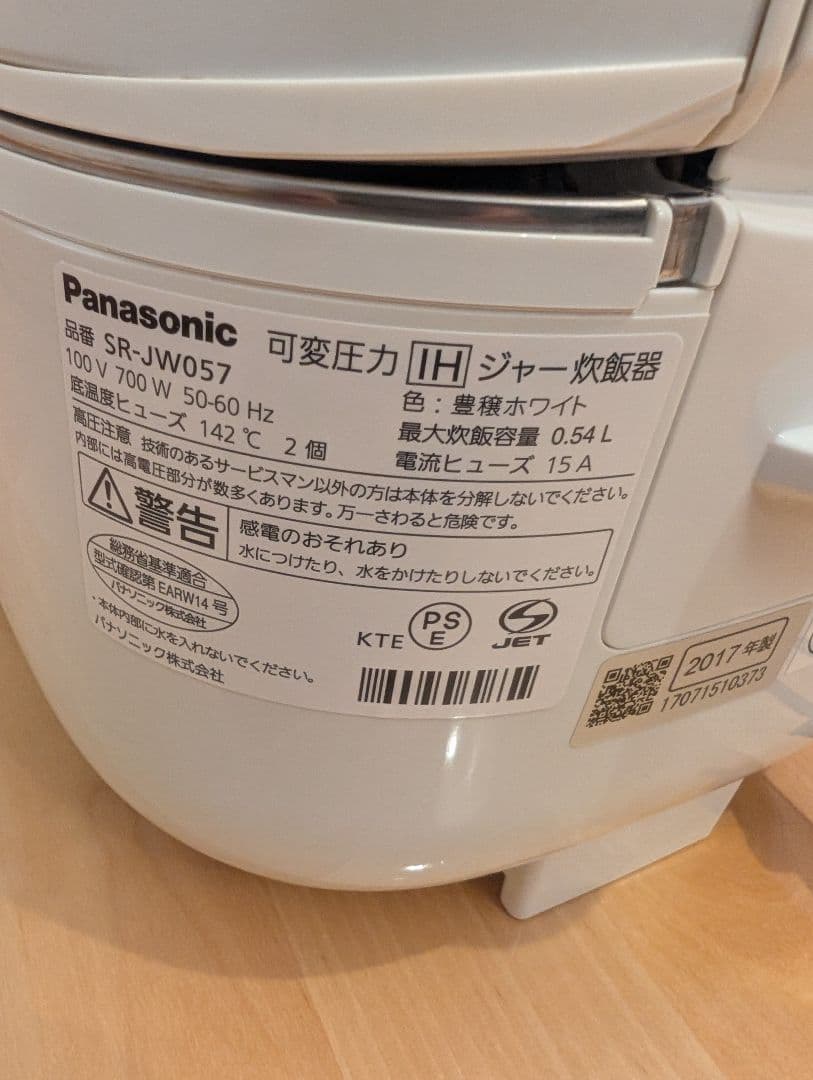 Panasonic
品番 SR-JW057
可変圧力 IH ジャー炊飯器
100 V 700 W 50-60 Hz
色：豊穣ホワイト
底温度ヒューズ 142 ℃ 2 個
最大炊飯容量 0.54 L
電流ヒューズ 15 A
高圧注意 技術のあるサービスマン以外の方は本体を分解しないでください。
内部には高電圧部分が数多くあります。万一さわると危険です。
警告
感電のおそれあり
水につけたり、水をかけたりしないでください。
総務省基準適合
型式確認第 EARW14 号
パナソニック株式会社
・本体内部に水を入れないでください。
パナソニック株式会社
KTE
PS
E
JET
2017 年製
17071510373